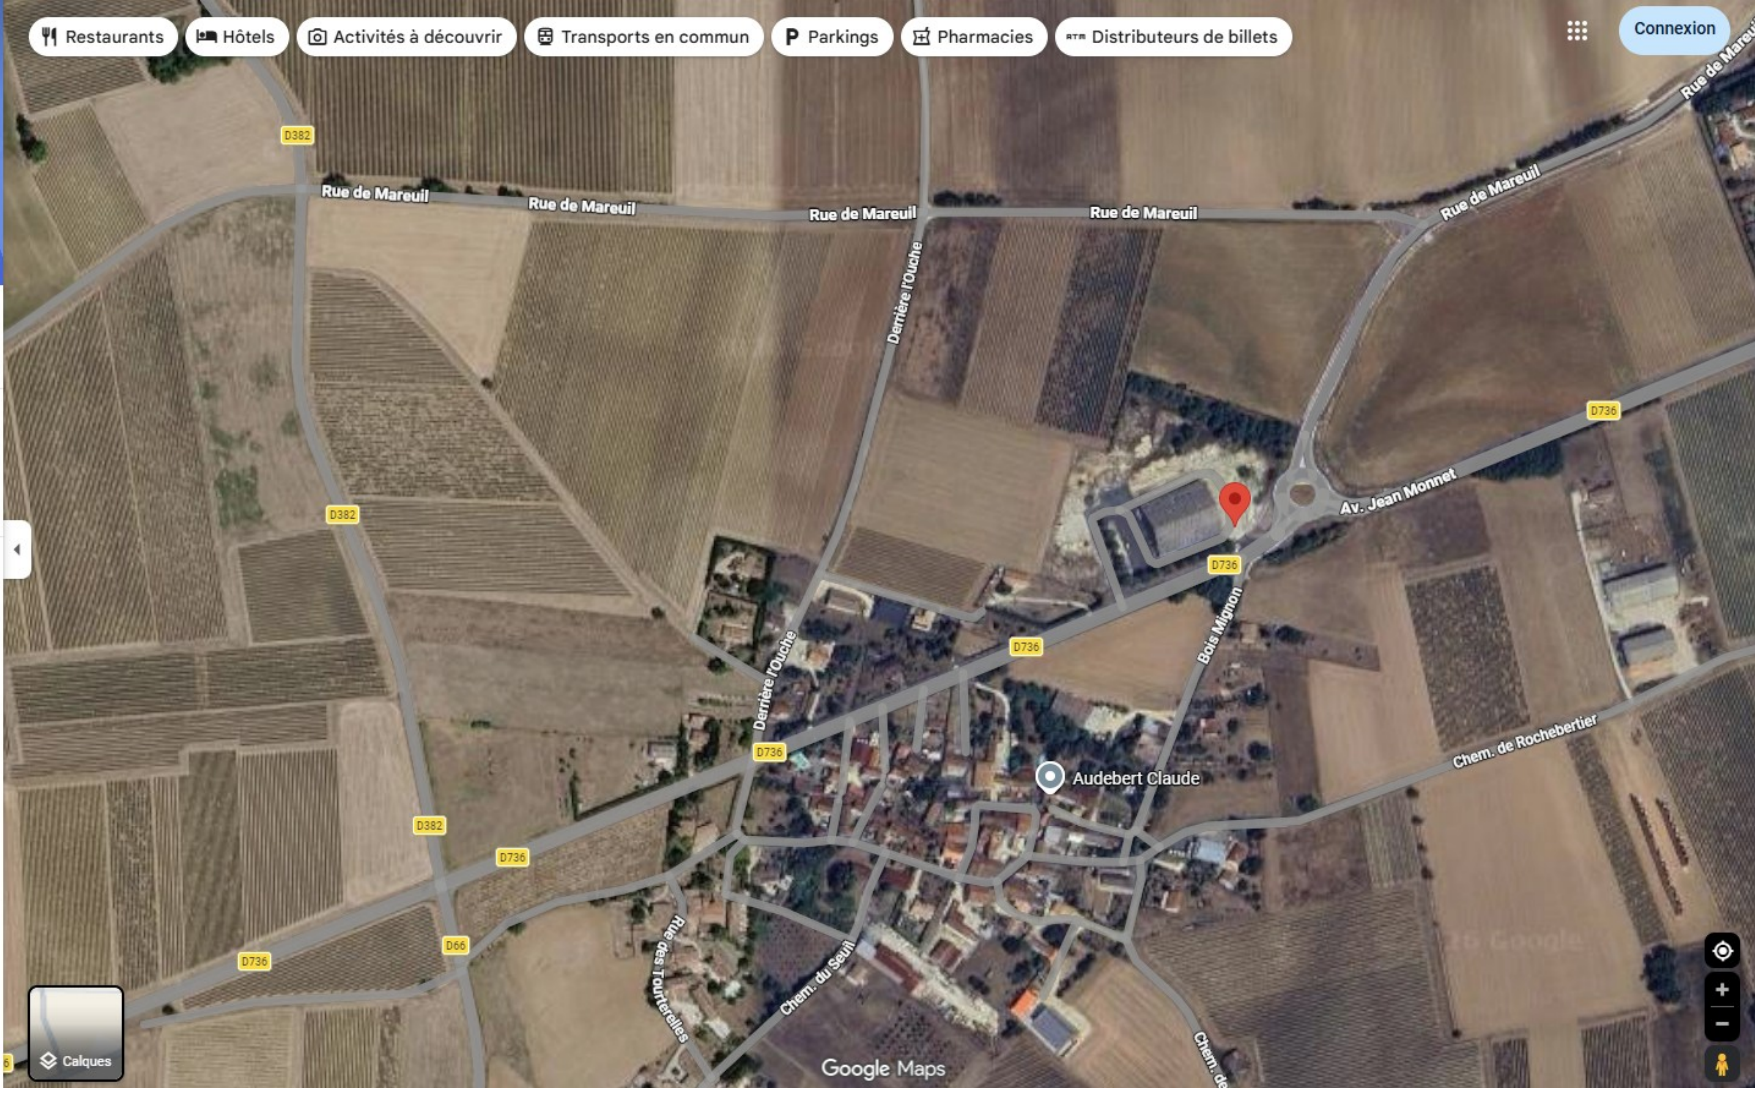 Restaurants
Hôtels
Activités à découvrir
Transports en commun
Parkings
Pharmacies
ATM Distributeurs de billets
Connexion
Rue de Mareuil
D382
Rue de Mareuil
Rue de Mareuil
Rue de Mareuil
Rue de Mareuil
Rue de Mareuil
Derrière l'Ouche
D736
Av. Jean Monnet
D382
D736
Bois Mignon
D736
Derrière l'Ouche
D736
Chem. de Rochebertier
Audebert Claude
D382
D736
D66
D736
Rue des Tourterelles
Chem. du Seuil
Chem. de
6
Calques
Google Maps